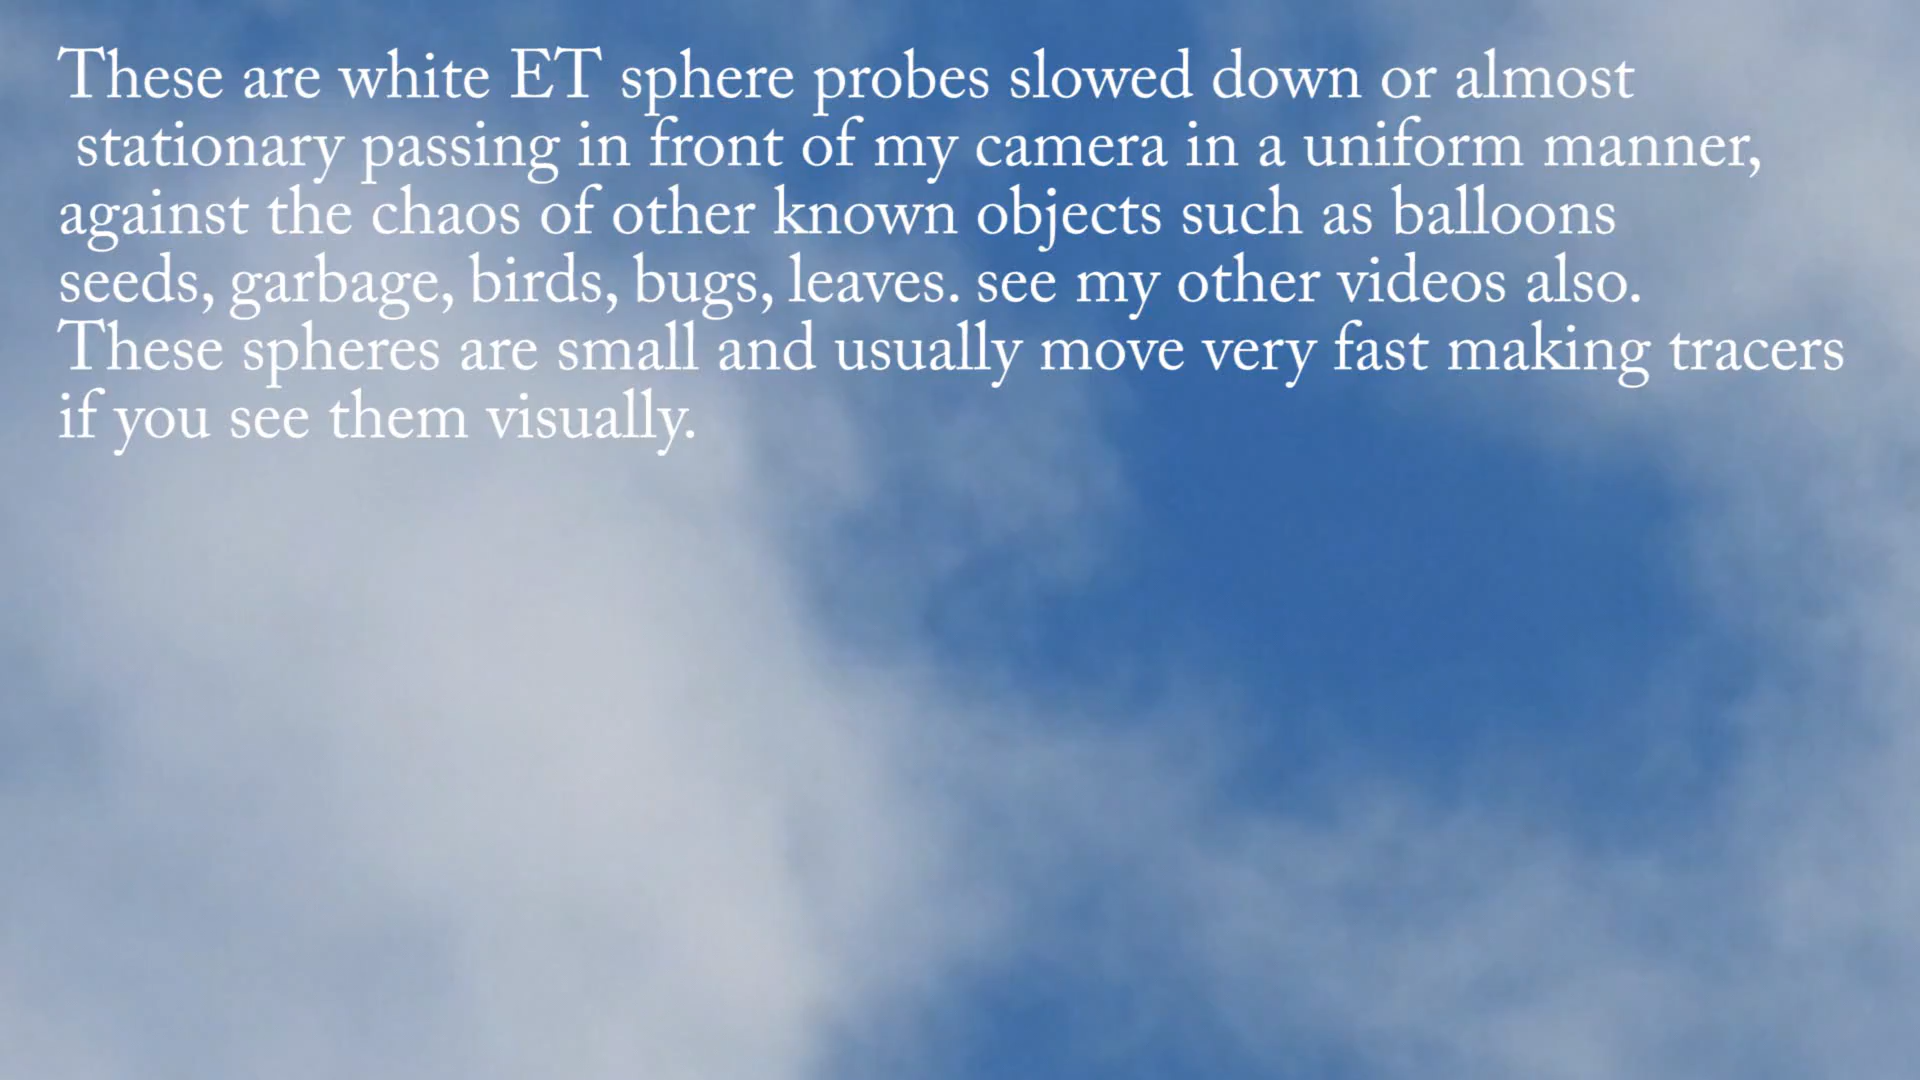 These are white ET sphere probes slowed down or almost
stationary passing in front of my camera in a uniform manner,
against the chaos of other known objects such as balloons
seeds, garbage, birds, bugs, leaves. see my other videos also.
These spheres are small and usually move very fast making tracers
if you see them visually.